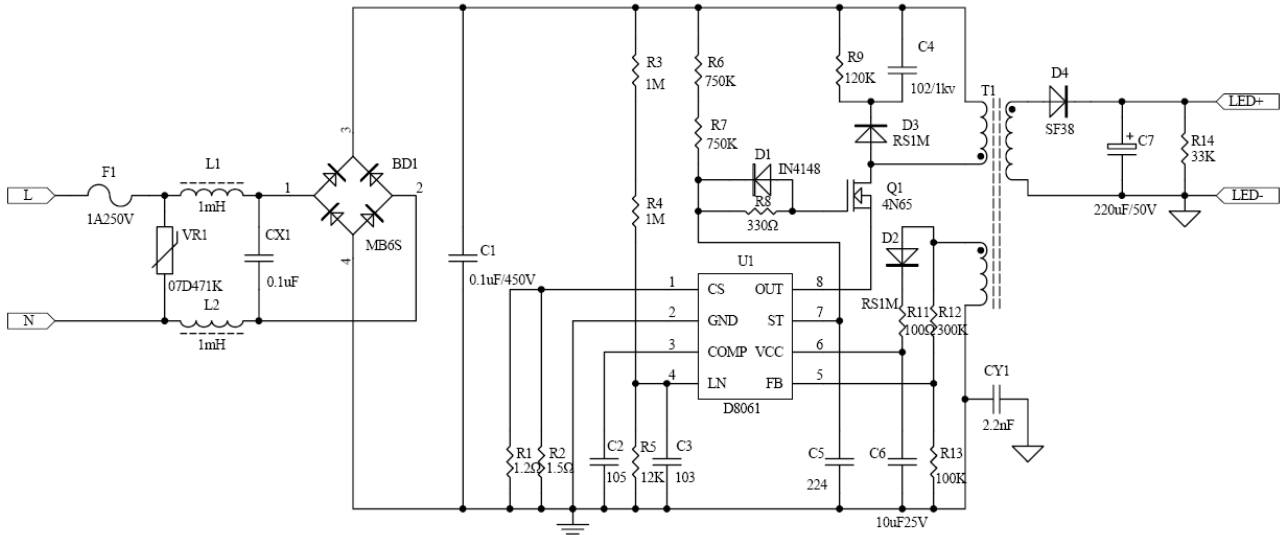 L
F1
1A250V
L1
1mH
VR1
07D471K
CX1
0.1uF
N
L2
1mH
3
1
2
4
BD1
MB6S
C1
0.1uF/450V
R3
1M
R4
1M
R6
750K
R7
750K
D1
IN4148
R8
330Ω
R9
120K
C4
102/1kv
D3
RS1M
Q1
4N65
T1
D4
SF38
C7
+
220uF/50V
R14
33K
LED+
LED-
U1
1 CS OUT 8
2 GND ST 7
3 COMP VCC 6
4 LN FB 5
D8061
D2
RS1M
R11
100Ω
R12
300K
CY1
2.2nF
R1
1.2Ω
R2
1.5Ω
C2
105
R5
12K
C3
103
C5
224
C6
10uF25V
R13
100K